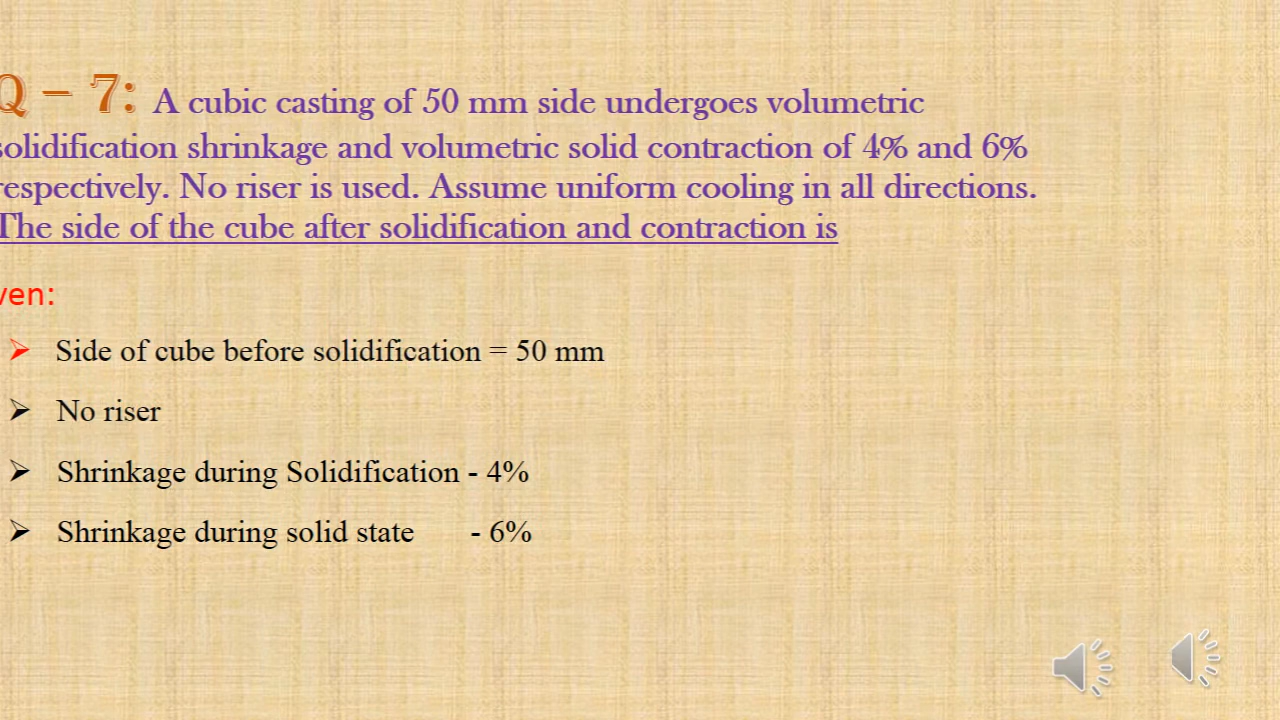 Q – 7: A cubic casting of 50 mm side undergoes volumetric
solidification shrinkage and volumetric solid contraction of 4% and 6%
respectively. No riser is used. Assume uniform cooling in all directions.
The side of the cube after solidification and contraction is
ven:
Side of cube before solidification = 50 mm
No riser
Shrinkage during Solidification - 4%
Shrinkage during solid state - 6%